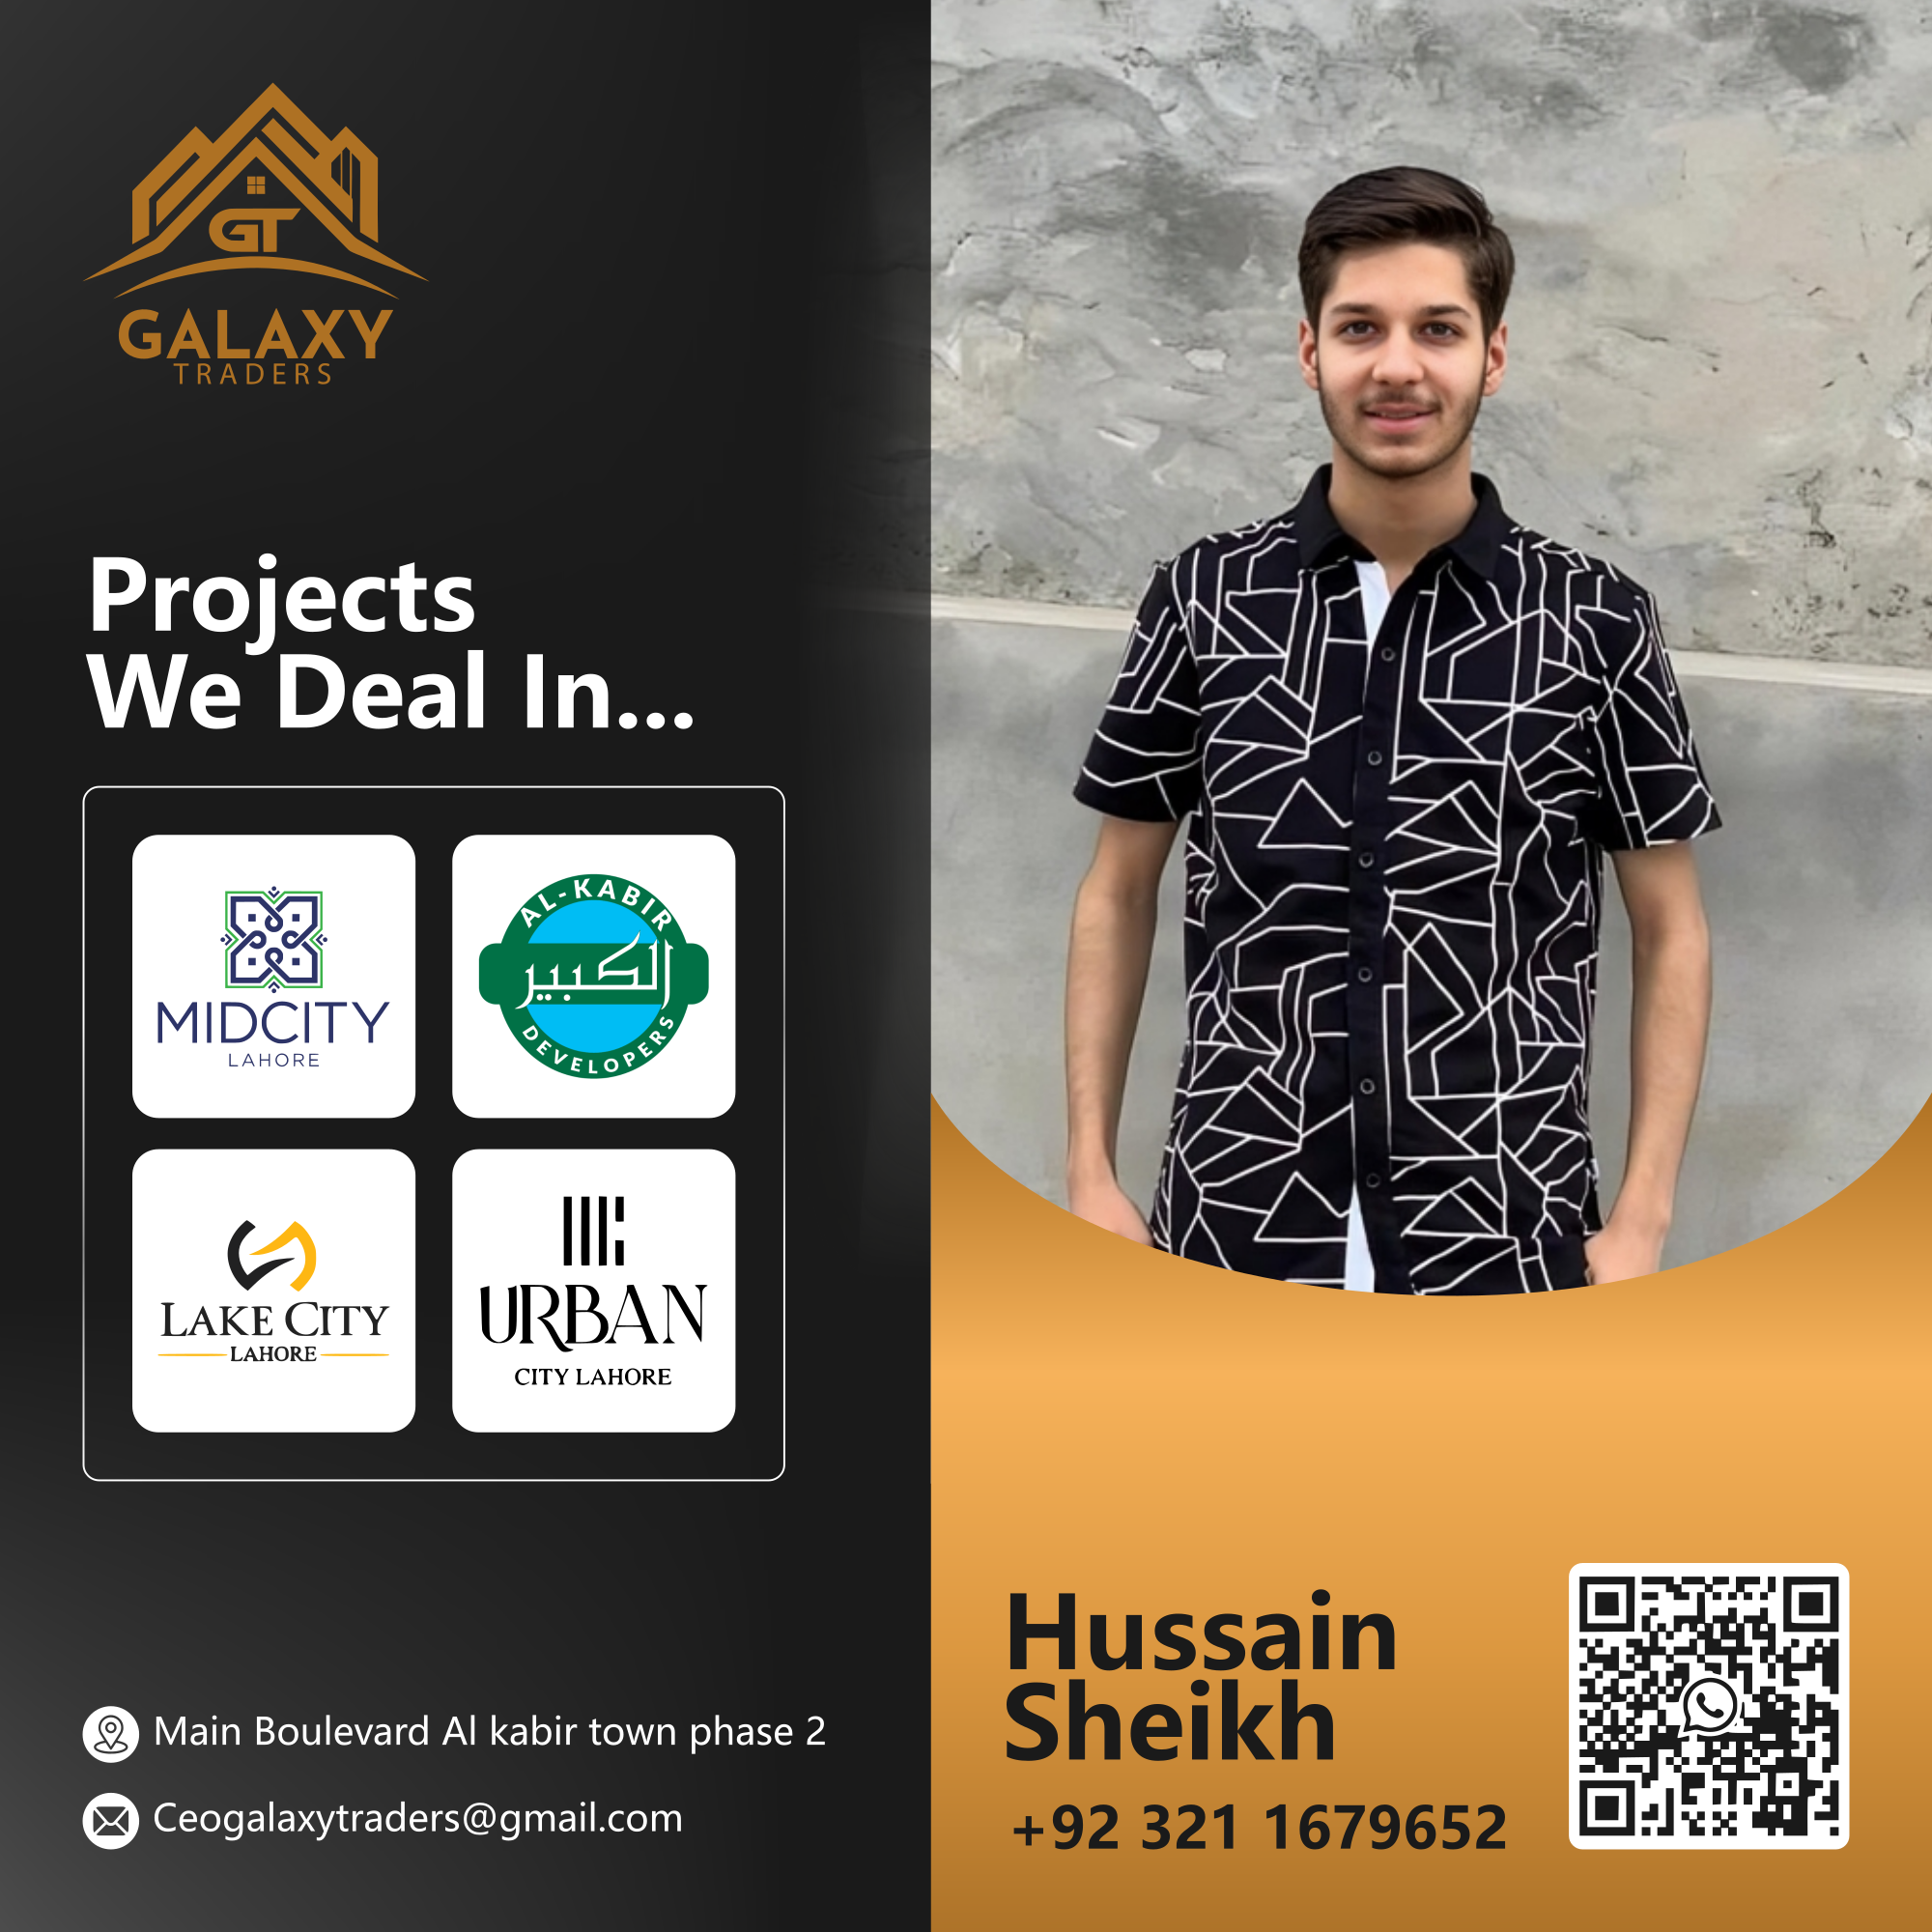 GT
GALAXY
TRADERS
Projects
We Deal In...
MIDCITY
LAHORE
AL-KABIR
الكبير
DEVELOPERS
LAKE CITY
LAHORE
URBAN
CITY LAHORE
Main Boulevard Al kabir town phase 2
Ceogalaxytraders@gmail.com
Hussain
Sheikh
+92 321 1679652